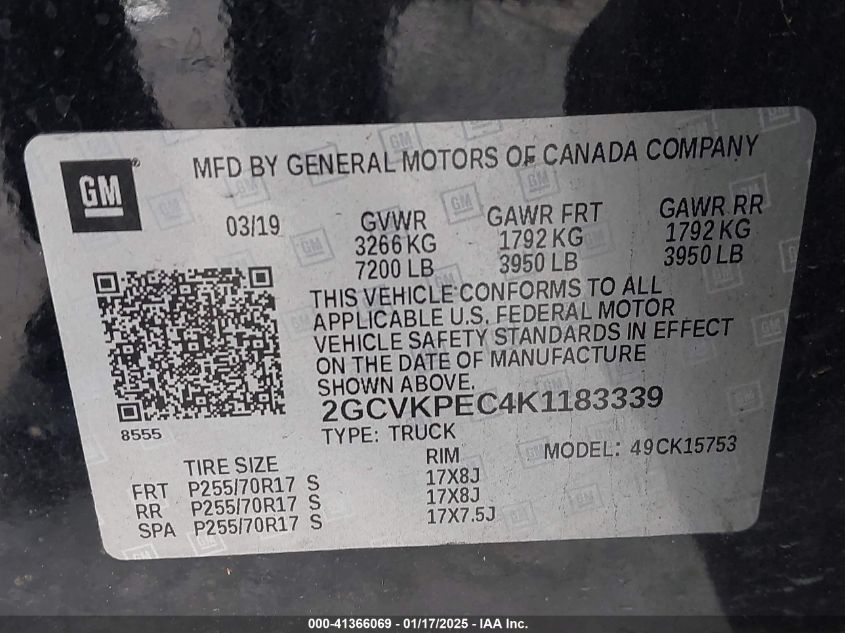 GM
MFD BY GENERAL MOTORS OF CANADA COMPANY
03/19 GVWR GAWR FRT GAWR RR
3266 KG 1792 KG 1792 KG
7200 LB 3950 LB 3950 LB
THIS VEHICLE CONFORMS TO ALL
APPLICABLE U.S. FEDERAL MOTOR
VEHICLE SAFETY STANDARDS IN EFFECT
ON THE DATE OF MANUFACTURE
SHOWN ABOVE.
2GCVKPEC4K1183339
8555
TYPE: TRUCK MODEL: 49CK15753
TIRE SIZE RIM
FRT P255/70R17 S 17X8J
RR P255/70R17 S 17X8J
SPA P255/70R17 S 17X7.5J
000-41366069 - 01/17/2025 - IAA Inc.